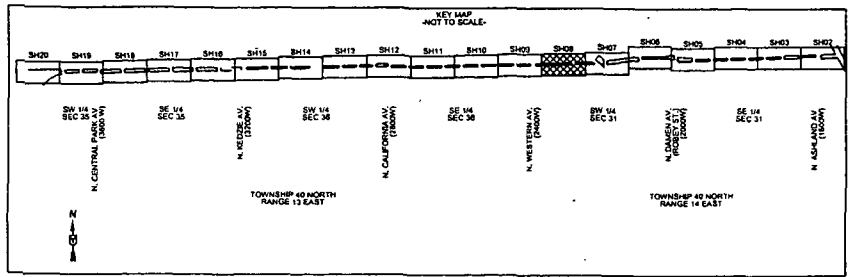 KEY MAP
-NOT TO SCALE-
SH20 SH19 SH18 SH17 SH16 SH15 SH14 SH13 SH12 SH11 SH10 SH09 SH08 SH07 SH06 SH05 SH04 SH03 SH02
SW 1/4
SEC 35
N. CENTRAL PARK AV
(3600 W)
SE 1/4
SEC 35
N. KEDZIE AV.
(3200W)
SW 1/4
SEC 36
N. CALIFORNIA AV.
(2800W)
SE 1/4
SEC 36
N. WESTERN AV.
(2400W)
SW 1/4
SEC 31
N. DAMEN AV.
(ROBEY ST.)
(2000W)
SE 1/4
SEC 31
N. ASHLAND AV
(1600W)
TOWNSHIP 40 NORTH
RANGE 13 EAST
TOWNSHIP 40 NORTH
RANGE 14 EAST
N